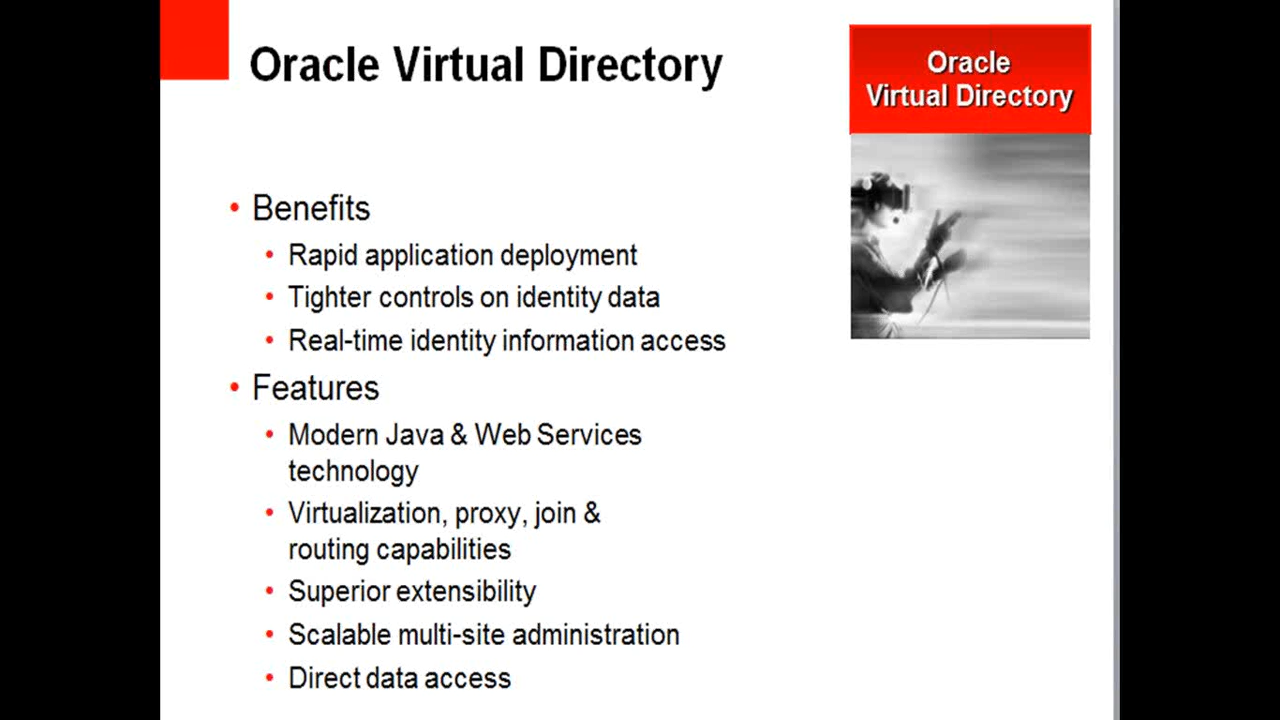 Oracle Virtual Directory
Oracle
Virtual Directory
• Benefits
• Rapid application deployment
• Tighter controls on identity data
• Real-time identity information access
• Features
• Modern Java & Web Services
technology
• Virtualization, proxy, join &
routing capabilities
• Superior extensibility
• Scalable multi-site administration
• Direct data access